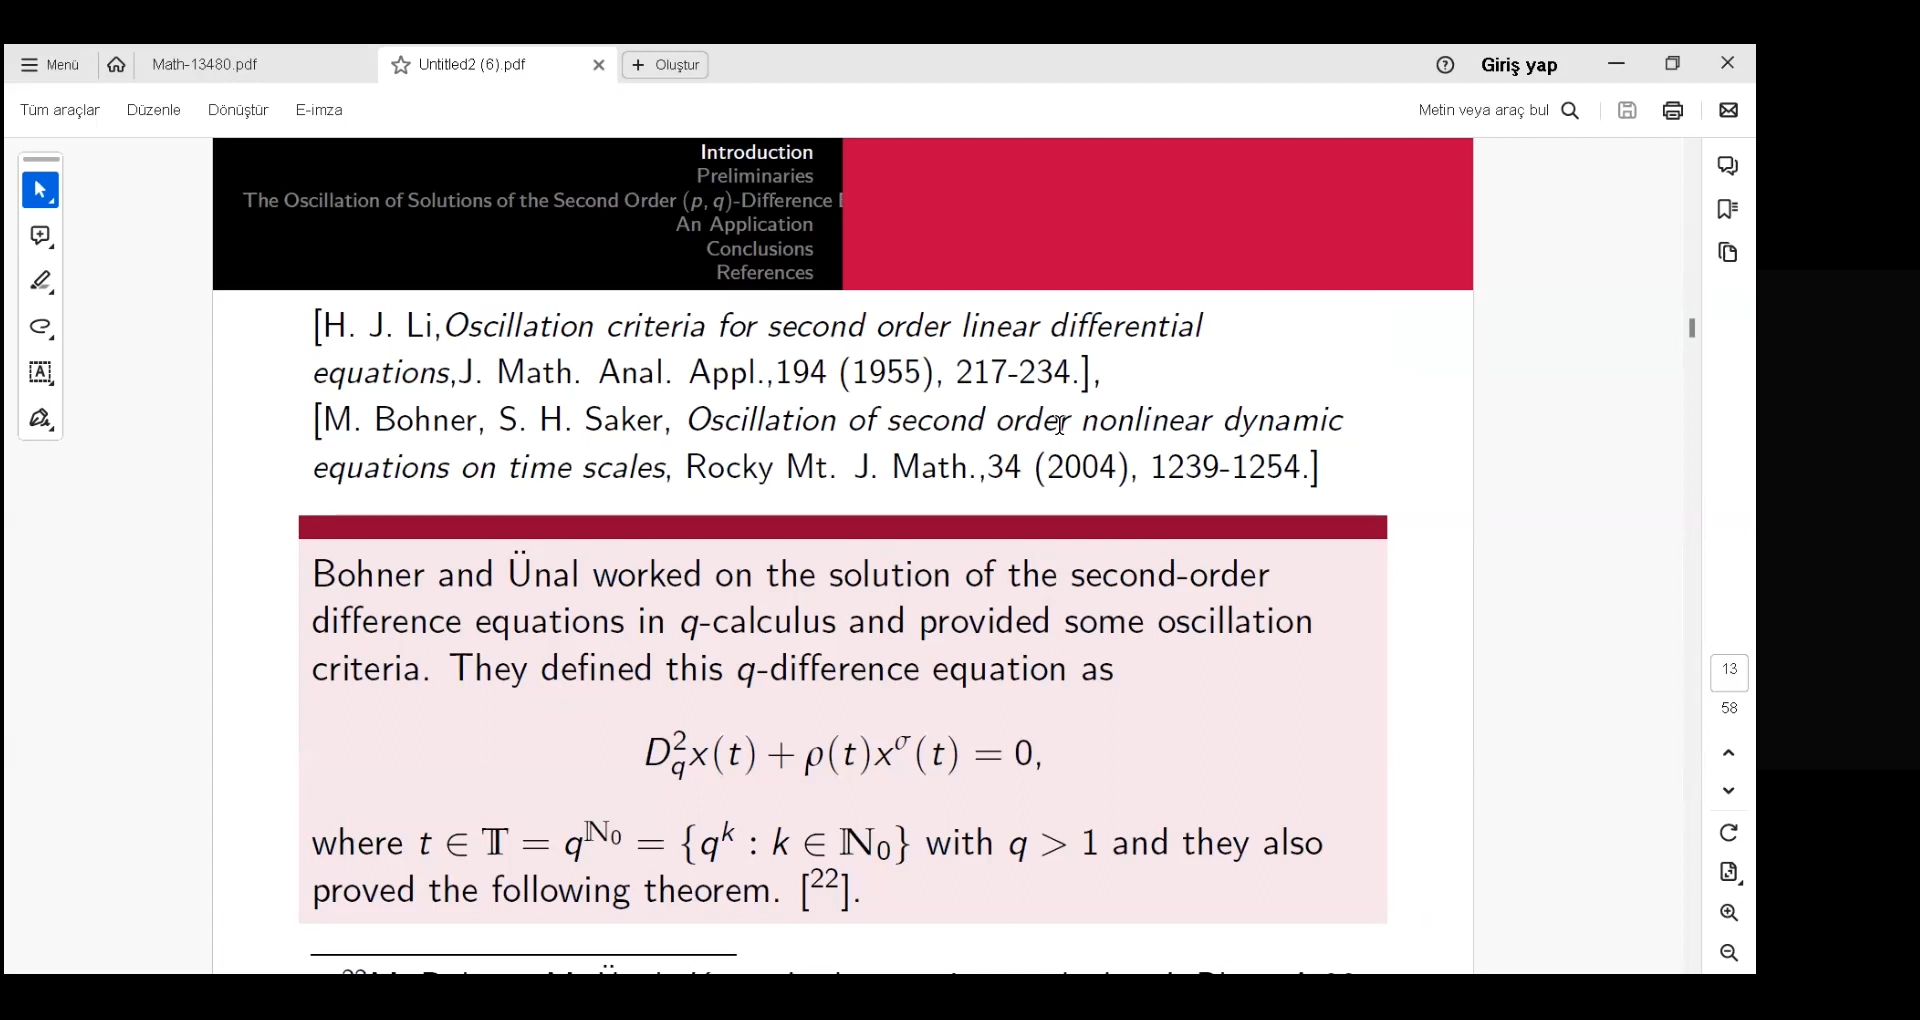 Menü
Math-13480.pdf
Untitled2 (6).pdf
Oluştur
Giriş yap
Tüm araçlar
Düzenle
Dönüştür
E-imza
Metin veya araç bul
Introduction
Preliminaries
The Oscillation of Solutions of the Second Order (p, q)-Difference
An Application
Conclusions
References
[H. J. Li,Oscillation criteria for second order linear differential
equations,J. Math. Anal. Appl.,194 (1955), 217-234.],
[M. Bohner, S. H. Saker, Oscillation of second order nonlinear dynamic
equations on time scales, Rocky Mt. J. Math.,34 (2004), 1239-1254.]
Bohner and Ünal worked on the solution of the second-order
difference equations in q-calculus and provided some oscillation
criteria. They defined this q-difference equation as
D_q^2 x(t) + ρ(t)x^σ(t) = 0,
where t ∈ 𝕋 = q^{ℕ_0} = {q^k : k ∈ ℕ_0} with q > 1 and they also
proved the following theorem. [²²].
13
58